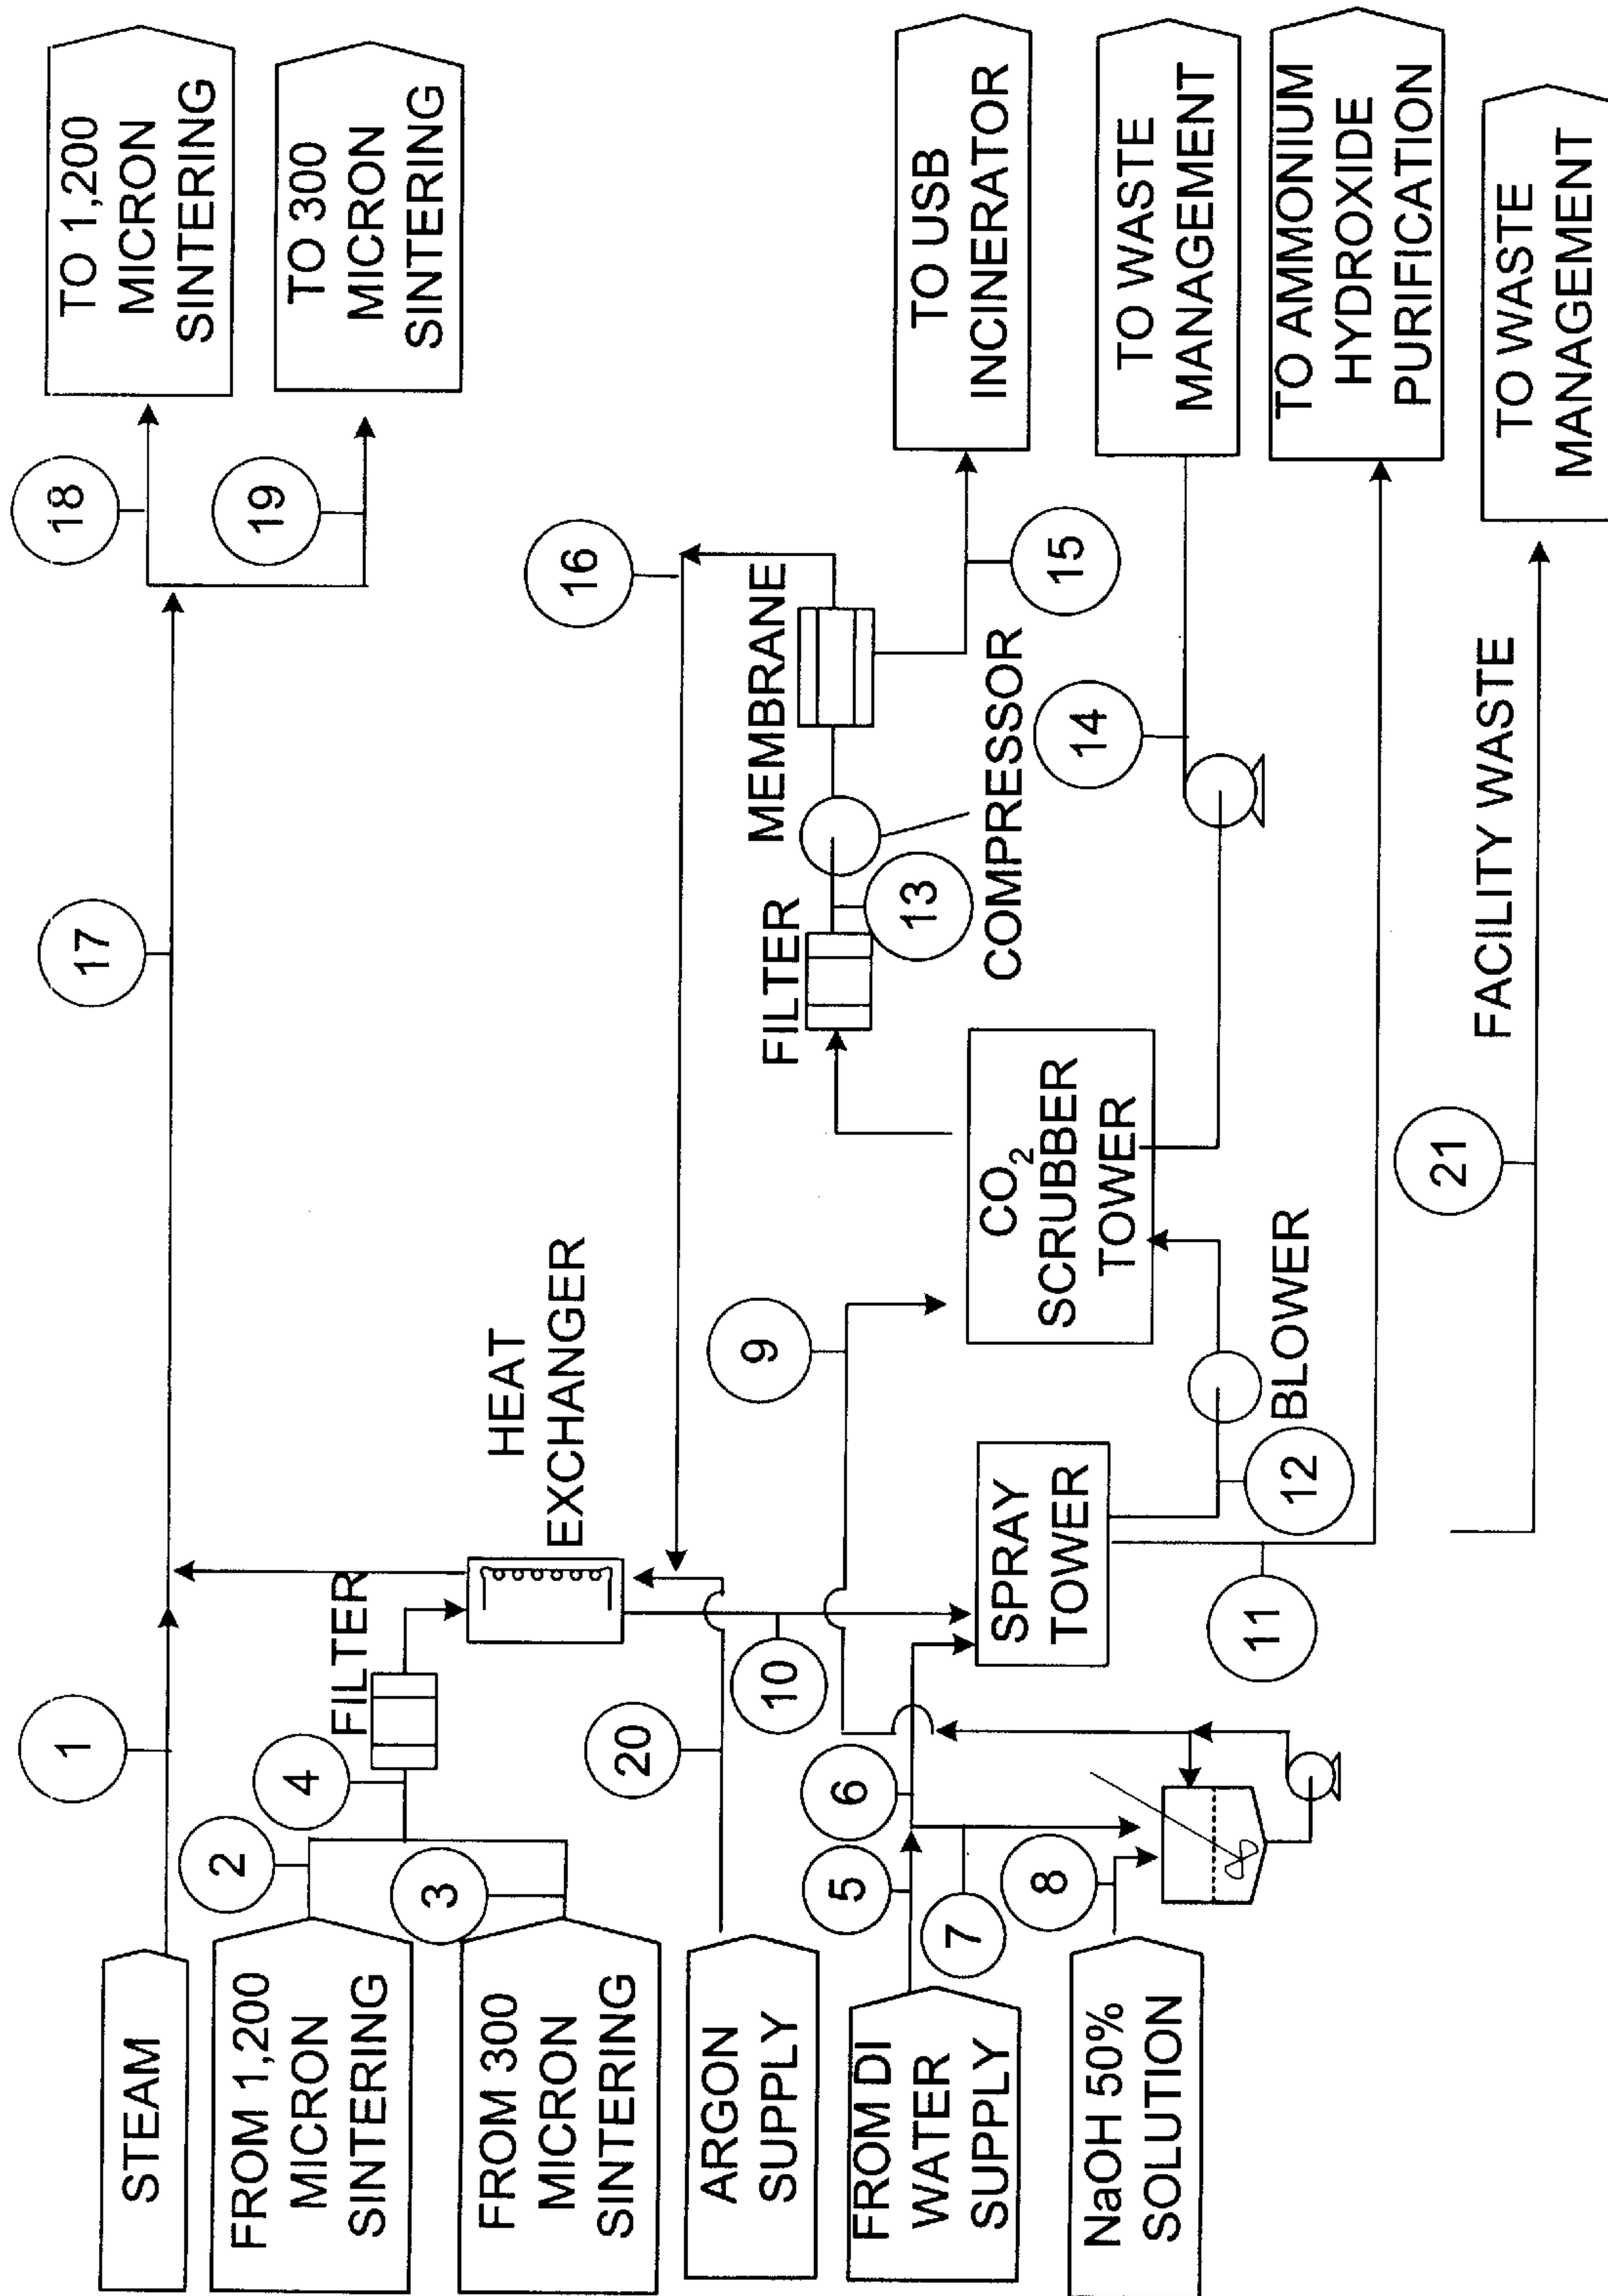 STEAM
FROM 1,200
MICRON
SINTERING
FROM 300
MICRON
SINTERING
ARGON
SUPPLY
FROM DI
WATER
SUPPLY
NaOH 50%
SOLUTION
1
2
3
4
FILTER
HEAT
EXCHANGER
20
10
5
6
7
8
9
SPRAY
TOWER
11
12
BLOWER
CO2
SCRUBBER
TOWER
FILTER
13
COMPRESSOR
MEMBRANE
14
15
16
17
18
19
21
FACILITY WASTE
TO 1,200
MICRON
SINTERING
TO 300
MICRON
SINTERING
TO USB
INCINERATOR
TO WASTE
MANAGEMENT
TO AMMONIUM
HYDROXIDE
PURIFICATION
TO WASTE
MANAGEMENT